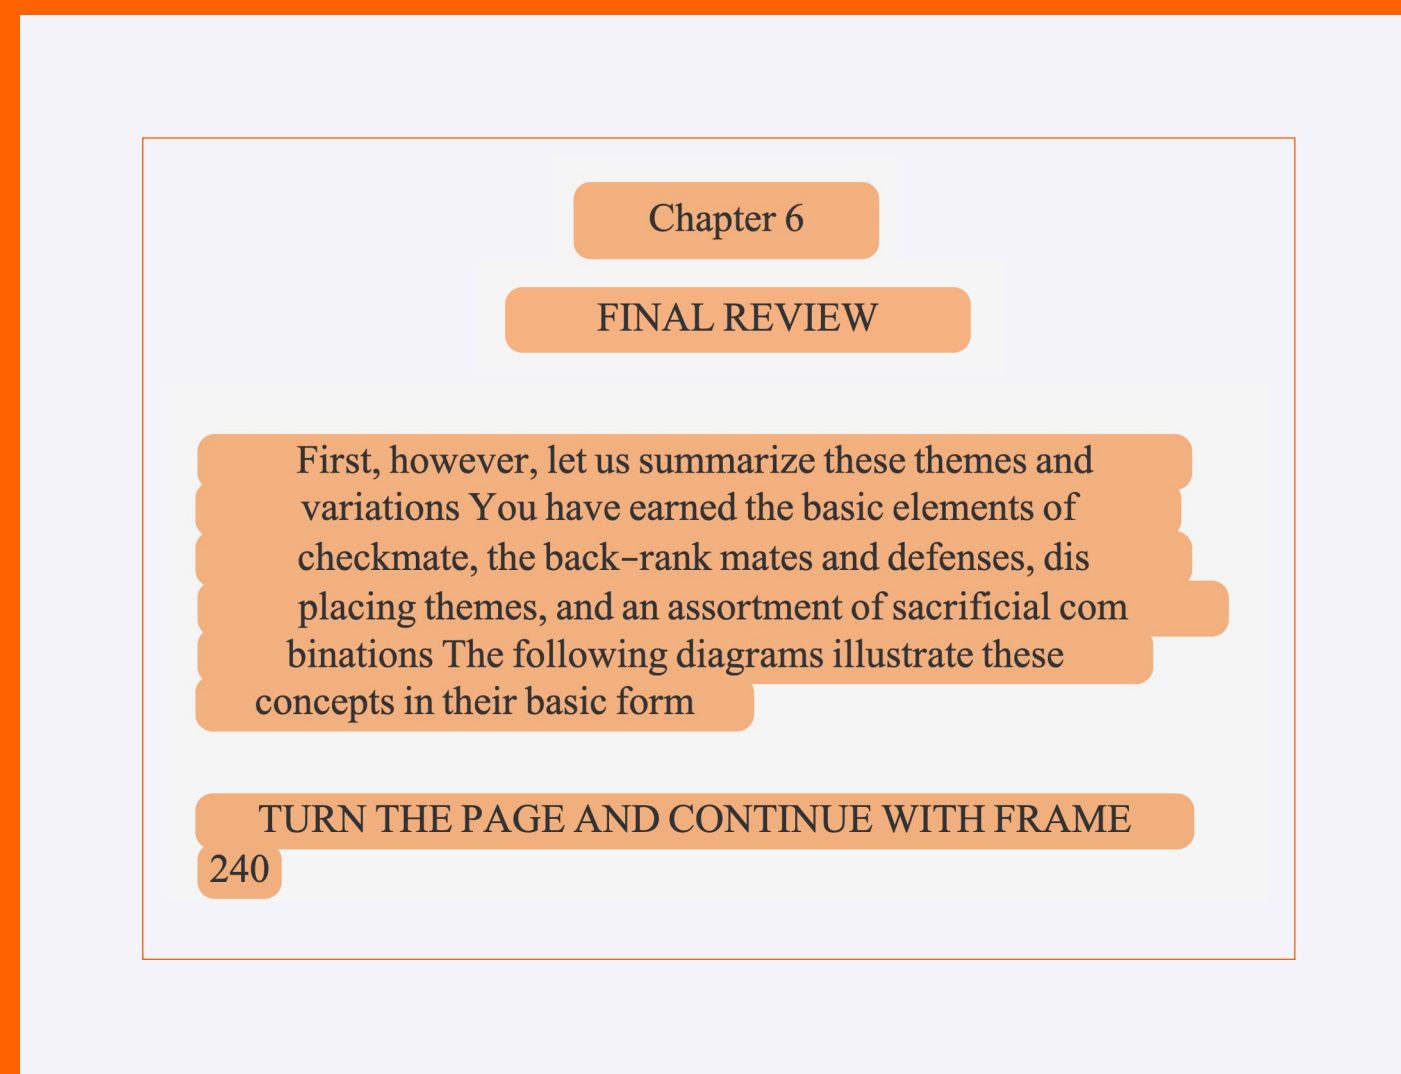 Chapter 6
FINAL REVIEW
First, however, let us summarize these themes and
variations You have earned the basic elements of
checkmate, the back-rank mates and defenses, dis
placing themes, and an assortment of sacrificial com
binations The following diagrams illustrate these
concepts in their basic form
TURN THE PAGE AND CONTINUE WITH FRAME
240